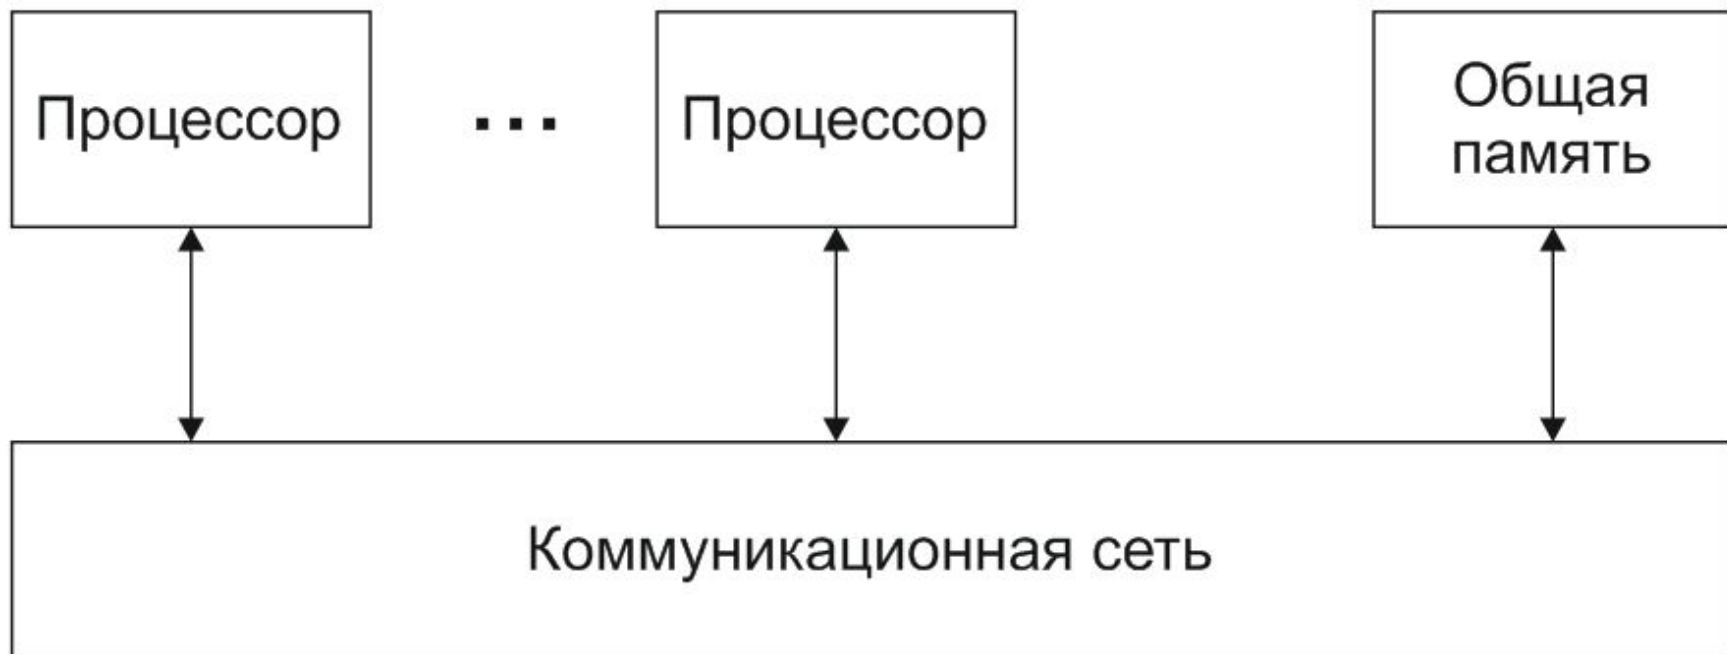 Процессор
...
Процессор
Общая
память
Коммуникационная сеть